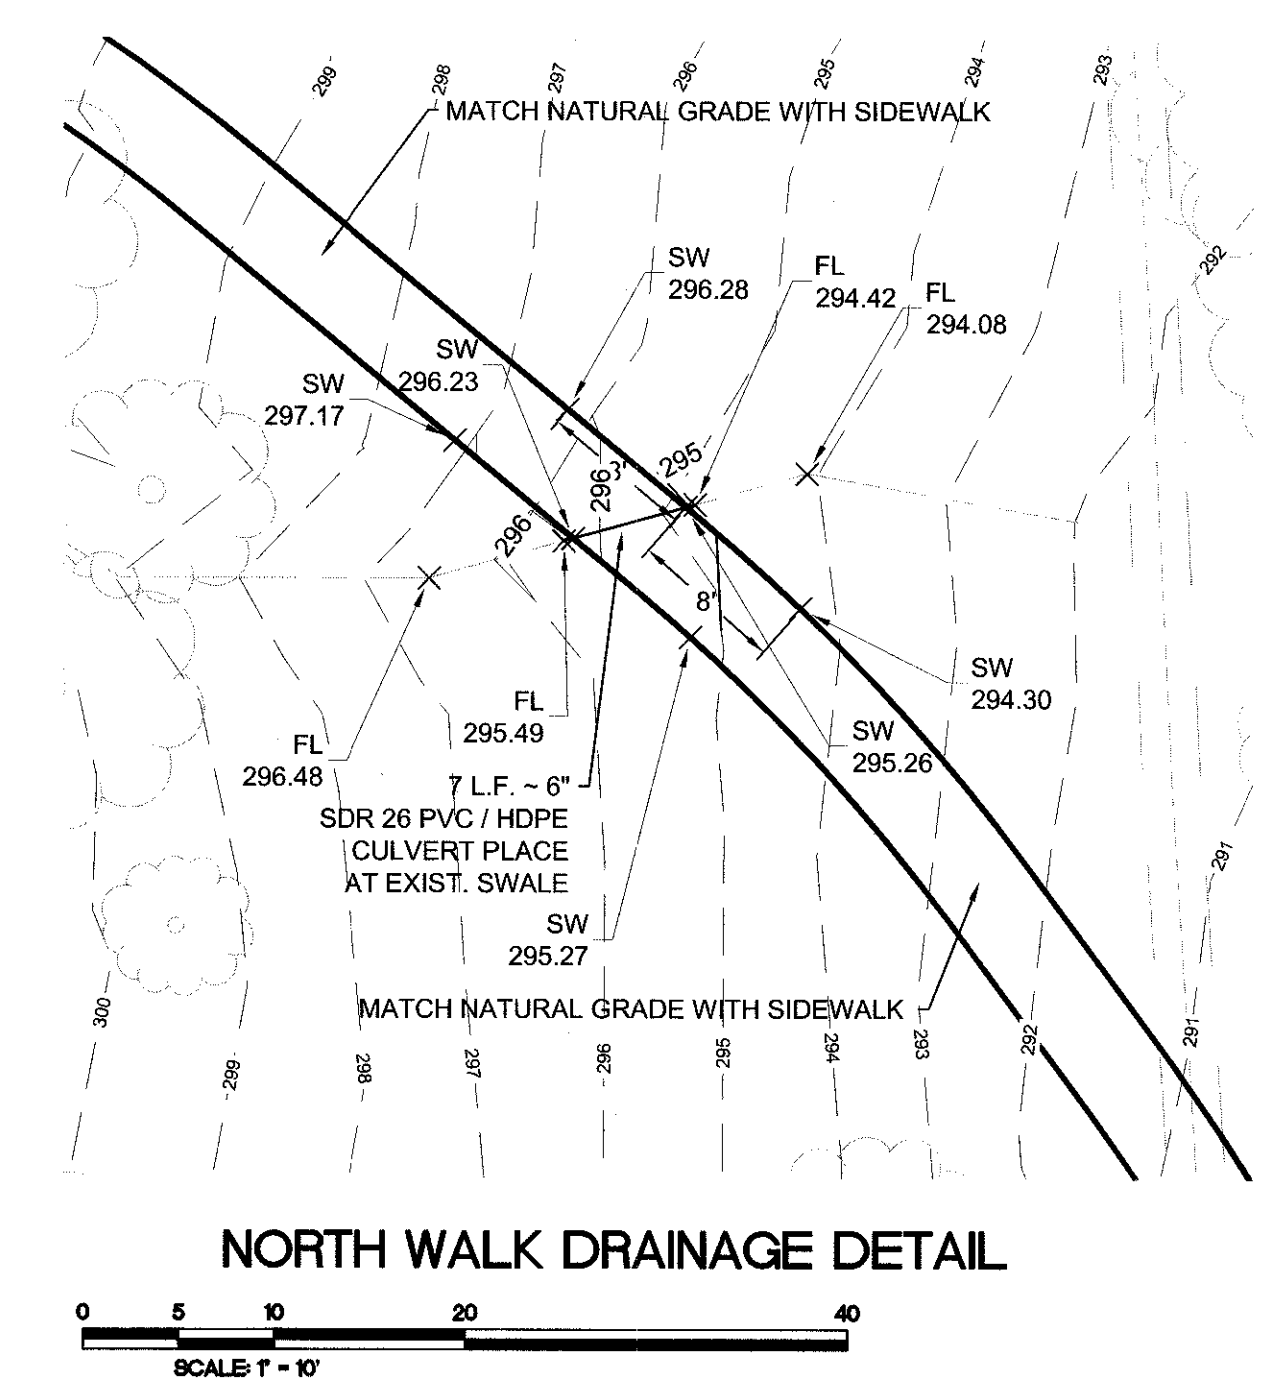 299
298
297
296
295
294
293
MATCH NATURAL GRADE WITH SIDEWALK
292
SW
296.28
FL
294.42
FL
294.08
SW
296.23
SW
297.17
295
296
296
8'
SW
294.30
FL
295.49
SW
295.26
FL
296.48
7 L.F. ~ 6"
SDR 26 PVC / HDPE
CULVERT PLACE
AT EXIST. SWALE
291
SW
295.27
MATCH NATURAL GRADE WITH SIDEWALK
300
299
298
297
296
295
294
293
292
291
NORTH WALK DRAINAGE DETAIL
0 5 10 20 40
SCALE: 1" = 10'